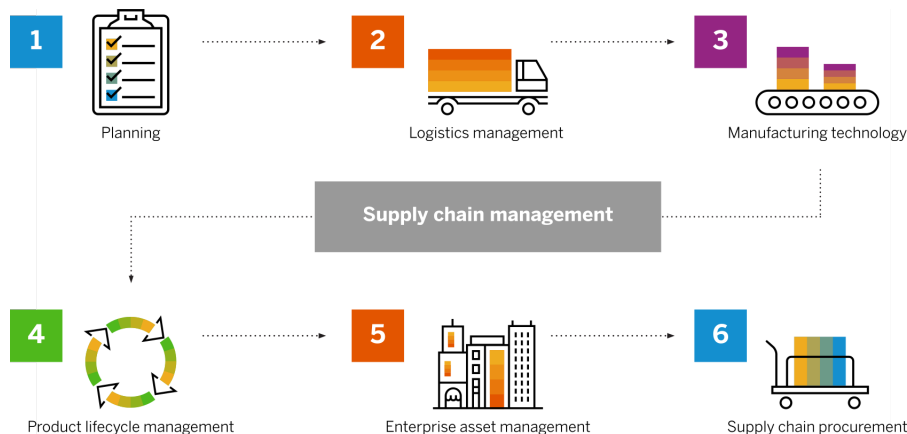 1
Planning
2
Logistics management
3
Manufacturing technology
Supply chain management
4
Product lifecycle management
5
Enterprise asset management
6
Supply chain procurement